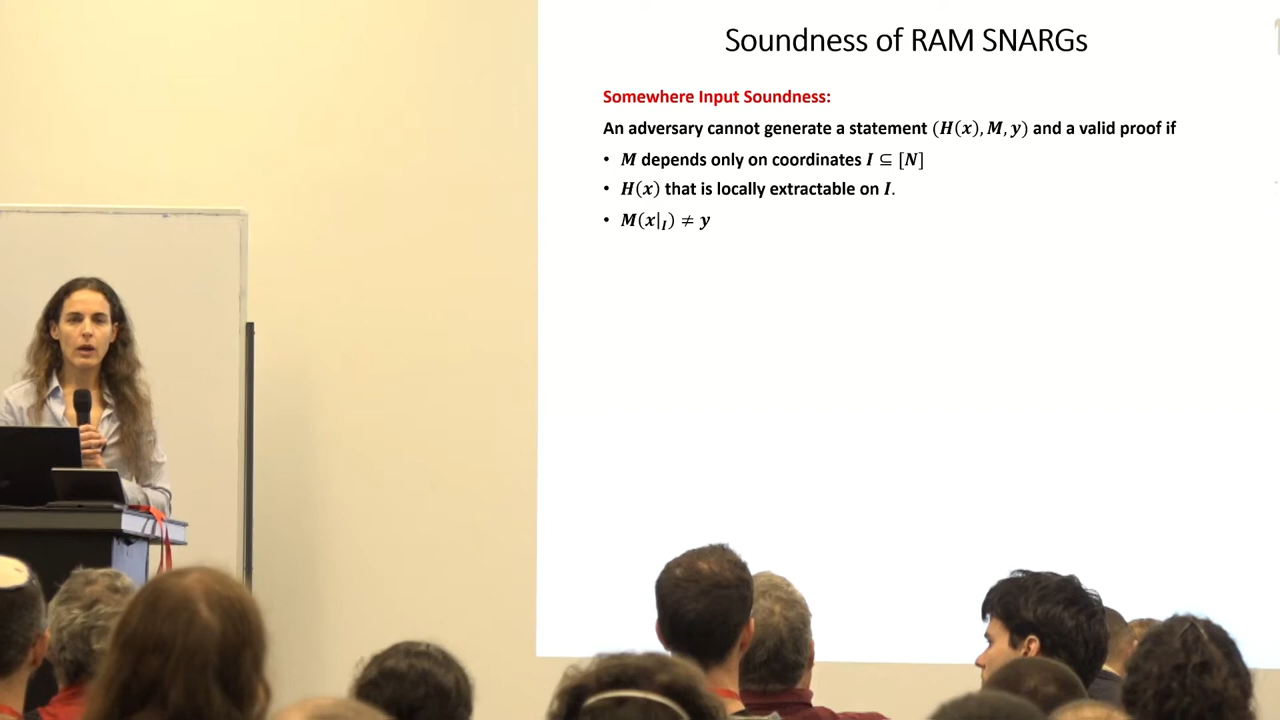 Soundness of RAM SNARGs
Somewhere Input Soundness:
An adversary cannot generate a statement (H(x), M, y) and a valid proof if
• M depends only on coordinates I ⊆ [N]
• H(x) that is locally extractable on I.
• M(x|_I) ≠ y